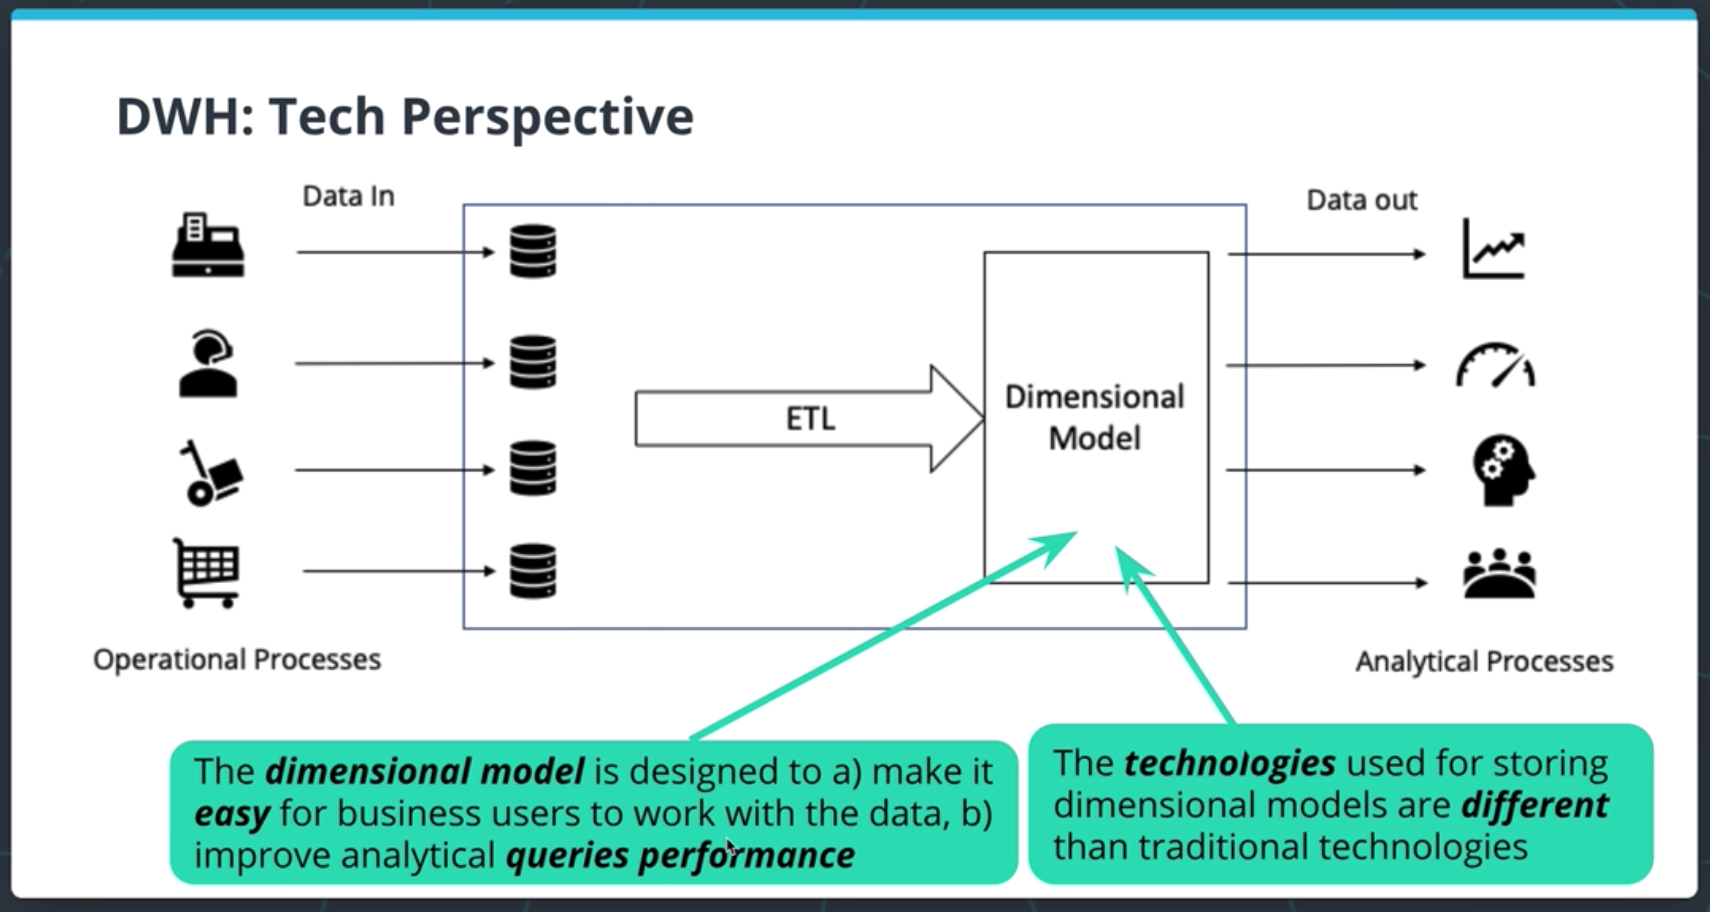 DWH: Tech Perspective
Data In
Data out
ETL
Dimensional
Model
Operational Processes
Analytical Processes
The dimensional model is designed to a) make it
easy for business users to work with the data, b)
improve analytical queries performance
The technologies used for storing
dimensional models are different
than traditional technologies